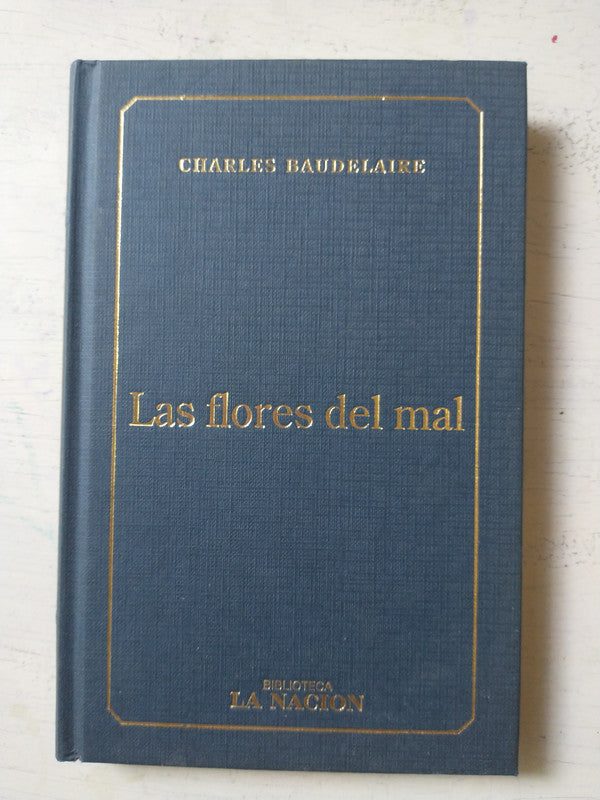 CHARLES BAUDELAIRE
Las flores del mal
BIBLIOTECA
LA NACION